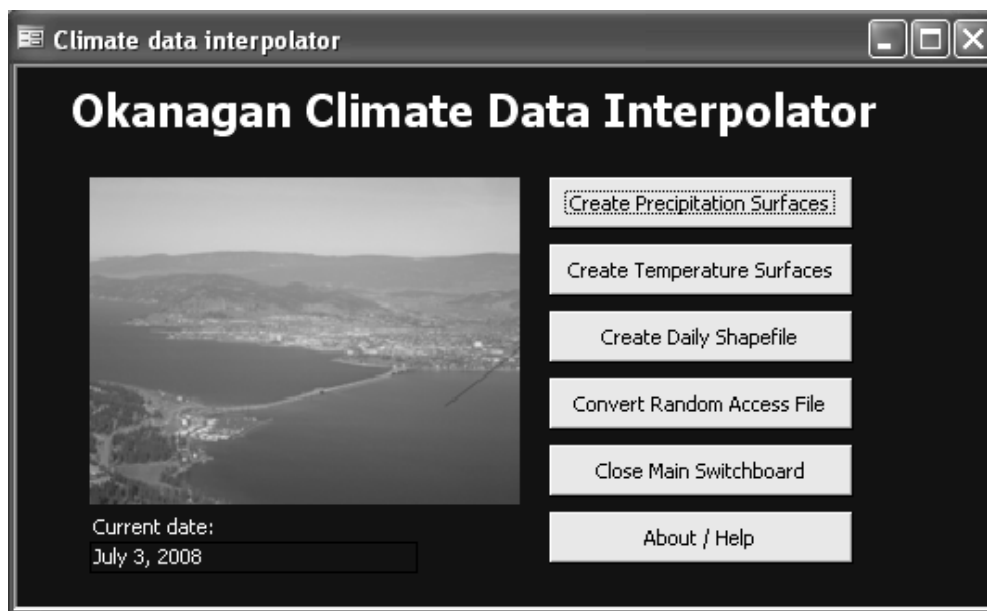 Climate data interpolator
Okanagan Climate Data Interpolator
Create Precipitation Surfaces
Create Temperature Surfaces
Create Daily Shapefile
Convert Random Access File
Close Main Switchboard
About / Help
Current date:
July 3, 2008